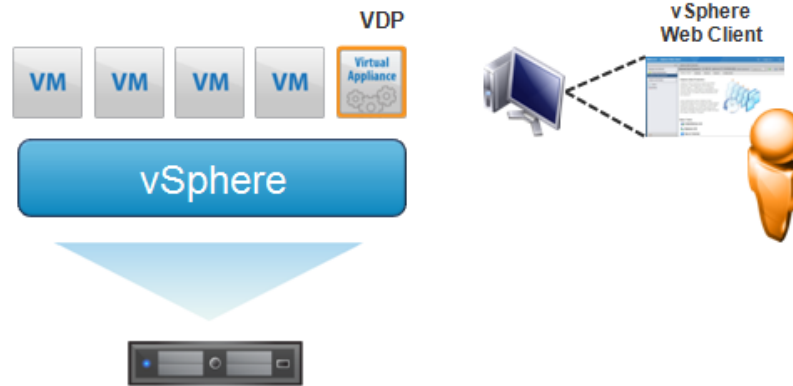 VDP
VM
VM
VM
VM
Virtual
Appliance
vSphere
vSphere
Web Client